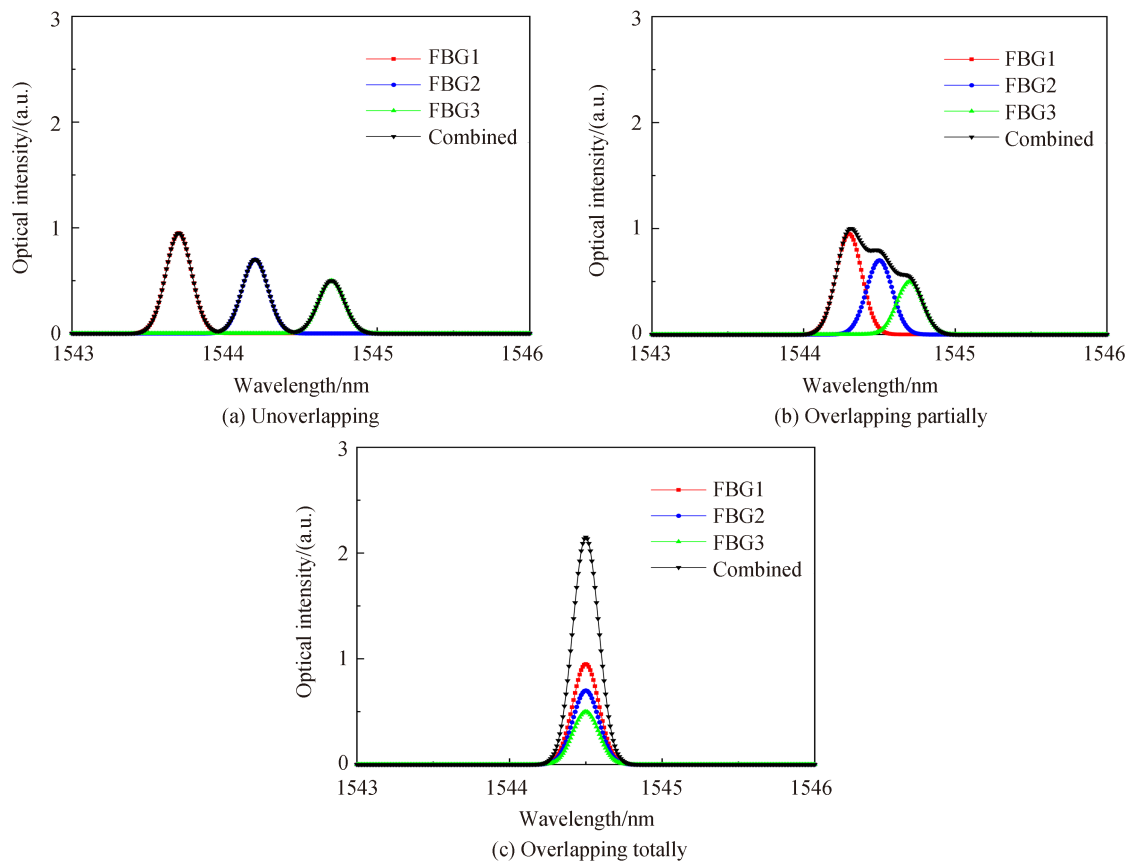 3
2
1
0
Optical intensity/(a.u.)
FBG1
FBG2
FBG3
Combined
1543
1544
1545
1546
Wavelength/nm
(a) Unoverlapping
3
2
1
0
Optical intensity/(a.u.)
FBG1
FBG2
FBG3
Combined
1543
1544
1545
1546
Wavelength/nm
(b) Overlapping partially
3
2
1
0
Optical intensity/(a.u.)
FBG1
FBG2
FBG3
Combined
1543
1544
1545
1546
Wavelength/nm
(c) Overlapping totally